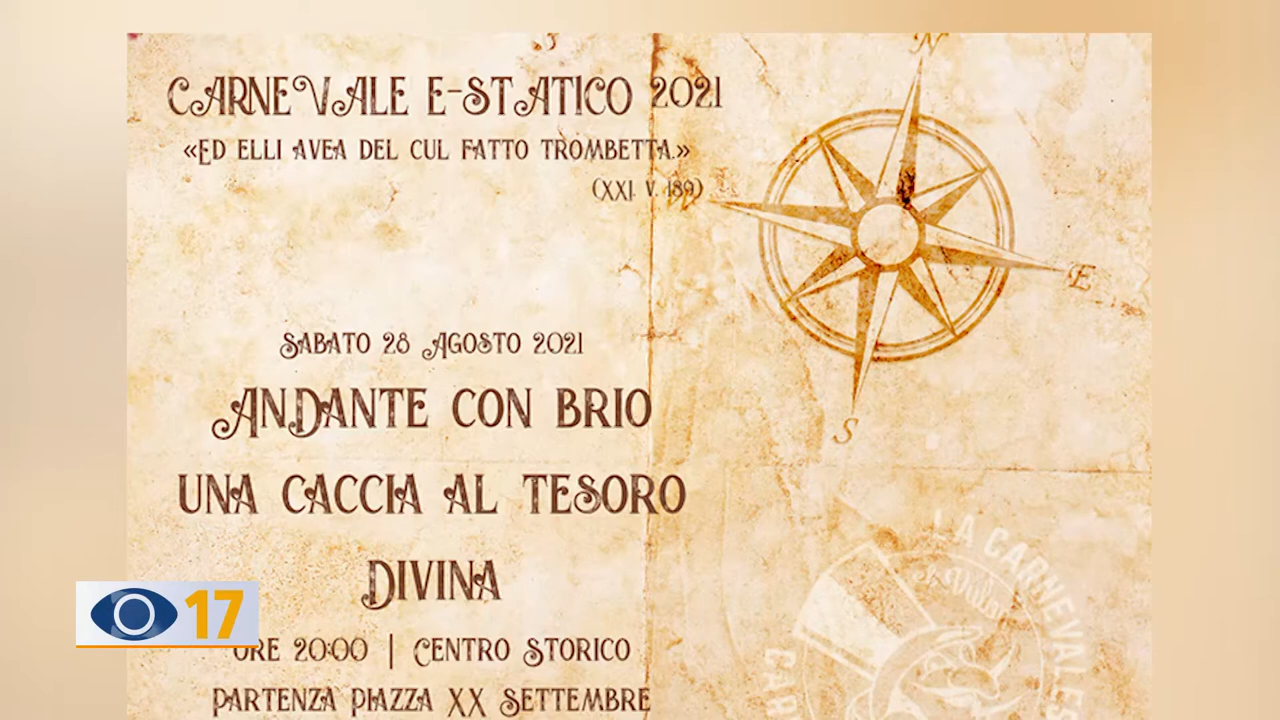 N
CARNEVALE E-STATICO 2021
«ED ELLI AVEA DEL CUL FATTO TROMBETTA.»
(XXI. V. 139)
E
SABATO 28 AGOSTO 2021
ANDANTE CON BRIO
S
UNA CACCIA AL TESORO
DIVINA
LA CARNEVALES
17
ORE 20:00 | CENTRO STORICO
PARTENZA PIAZZA XX SETTEMBRE